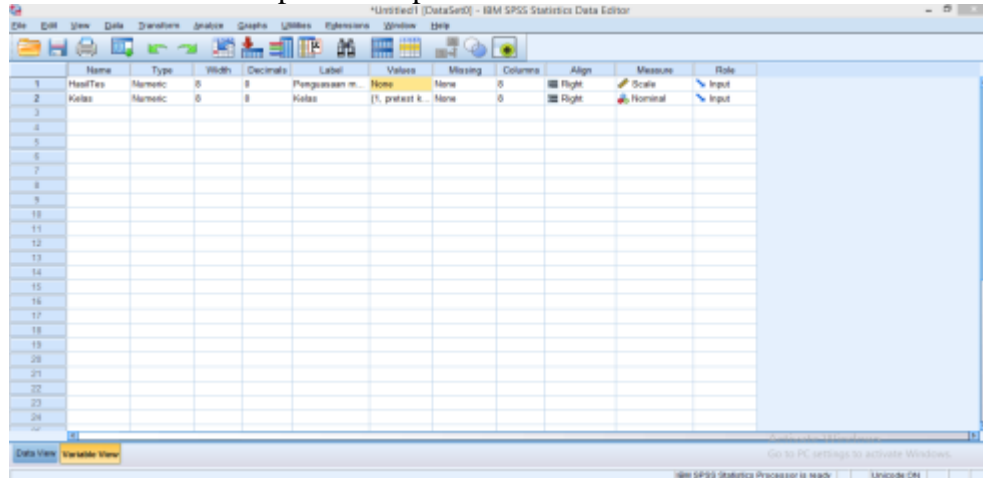 *Untitled1 [DataSet0] - IBM SPSS Statistics Data Editor
File Edit View Data Transform Analyze Graphs Utilities Extensions Window Help
Name Type Width Decimals Label Values Missing Columns Align Measure Role
1 HasilTes Numeric 8 Penguasaan m... None None 8 Right Scale Input
2 Kelas Numeric 8 Kelas {1, pretest k... None 8 Right Nominal Input
3
4
5
6
7
8
9
10
11
12
13
14
15
16
17
18
19
20
21
22
23
24
Data View Variable View
Go to PC settings to activate Windows.
IBM SPSS Statistics Processor is ready Unicode:ON